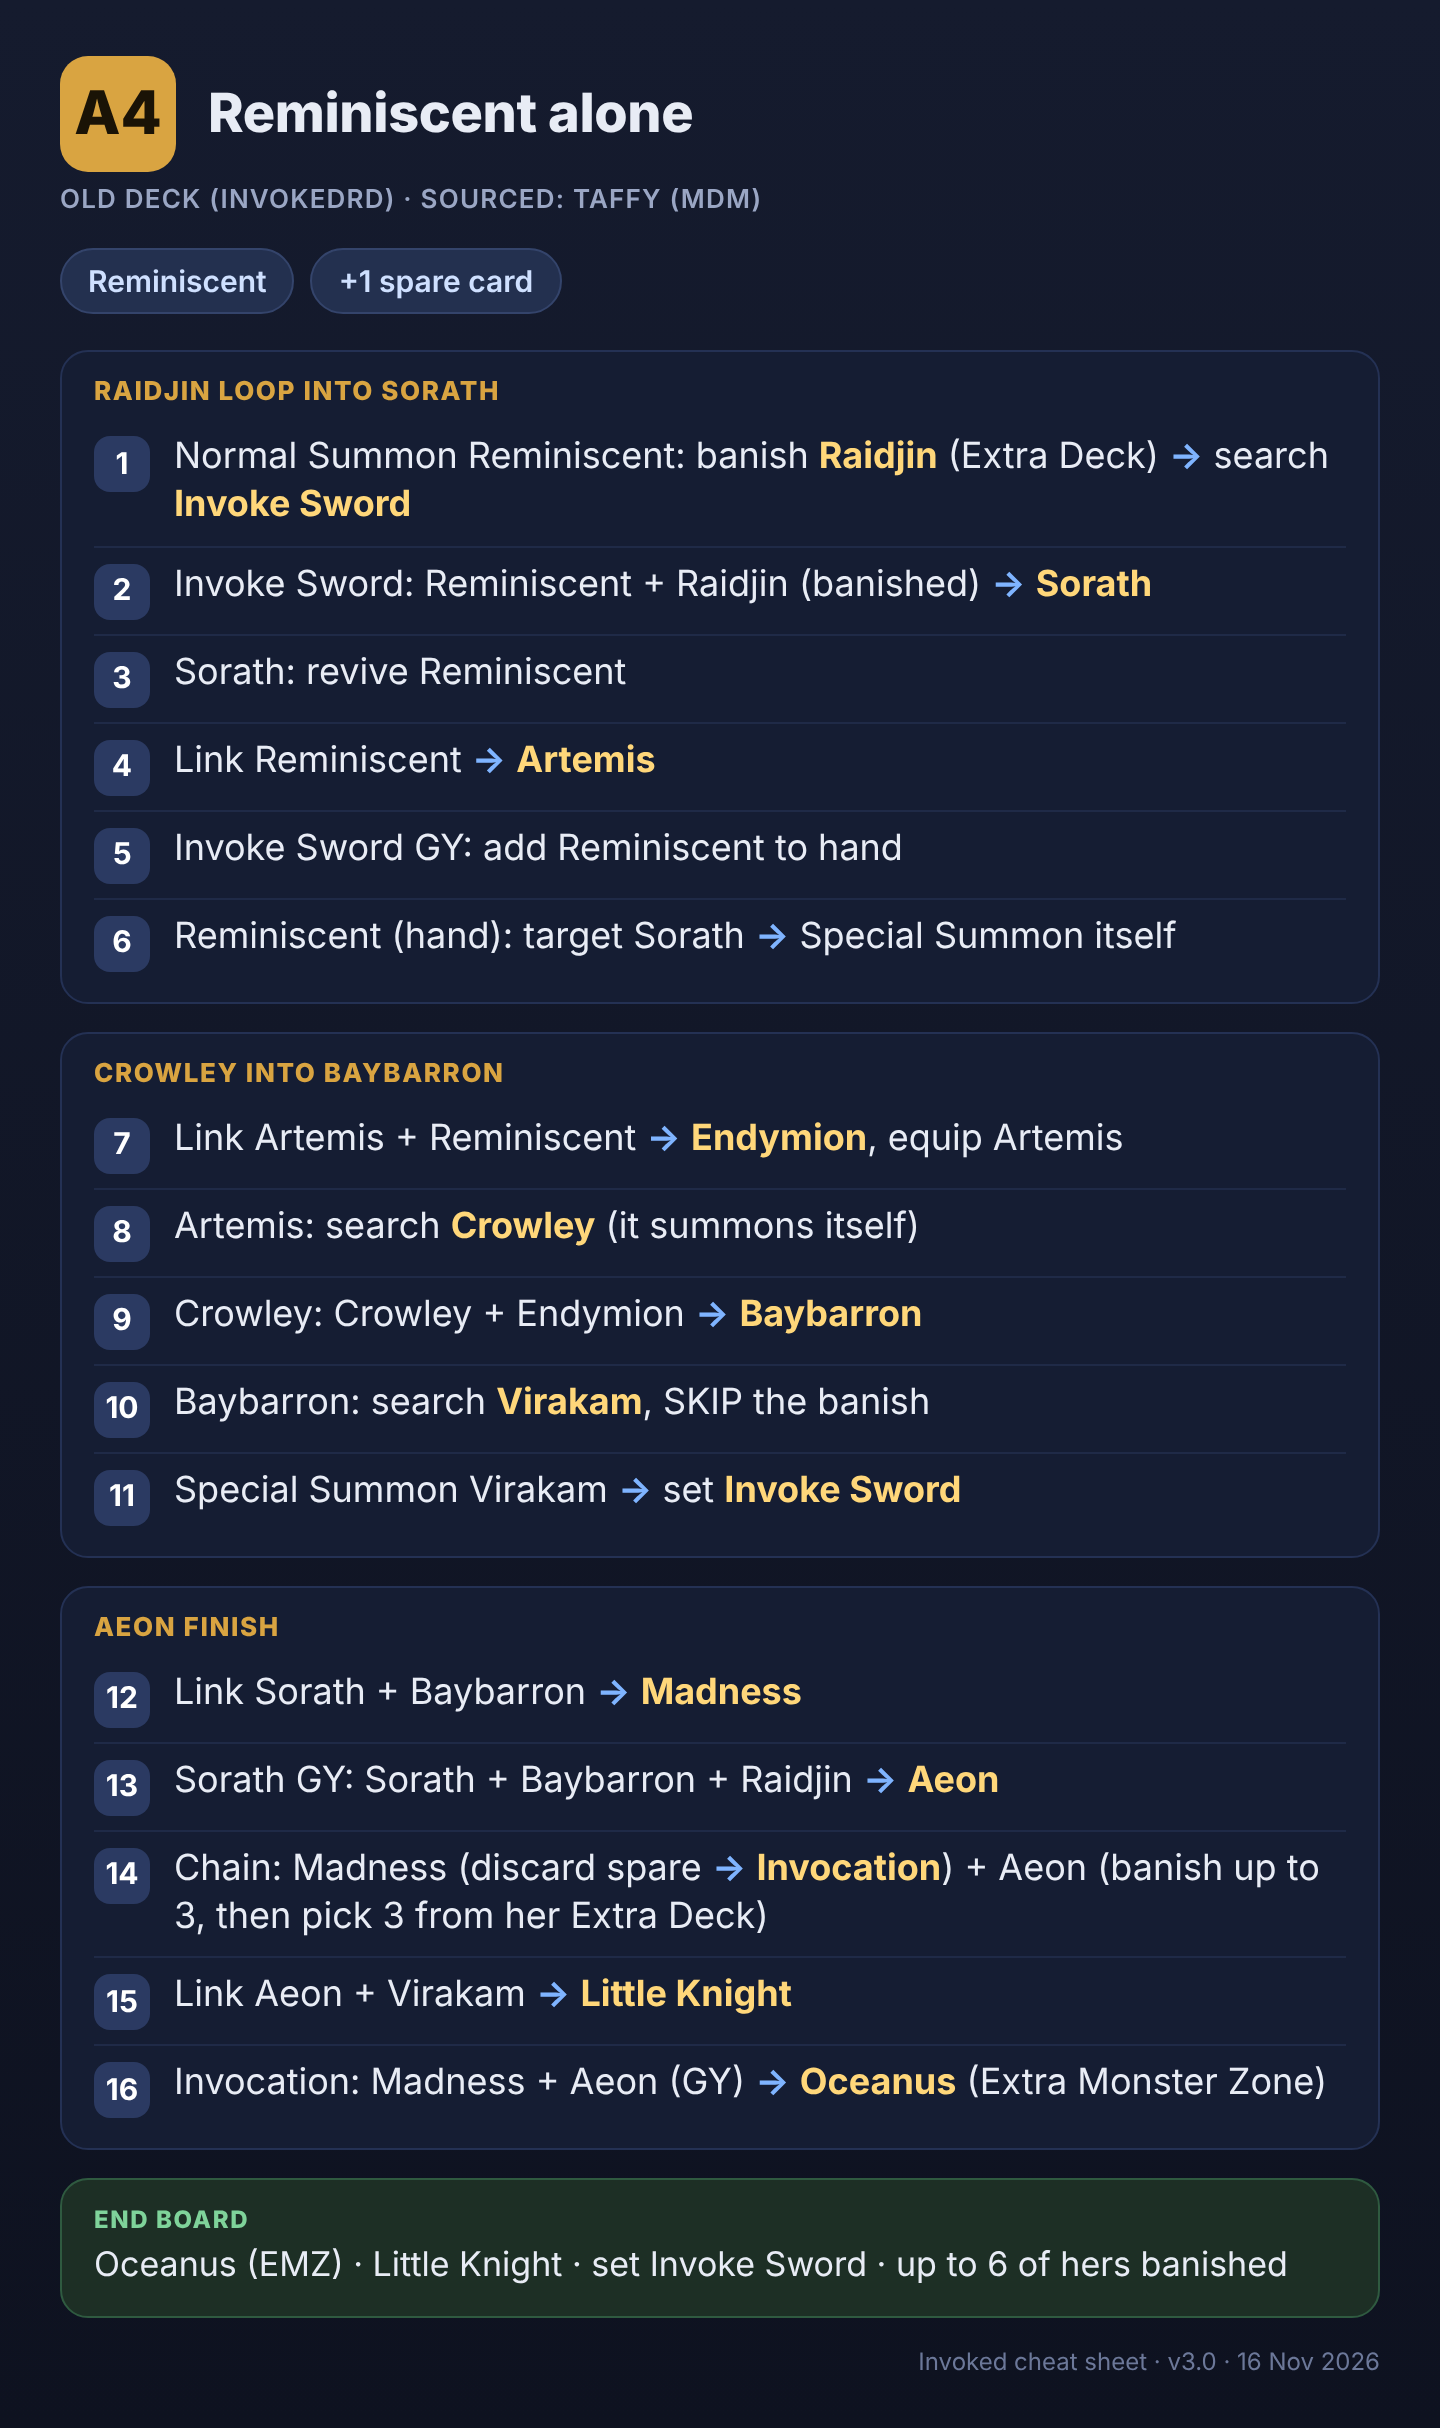 A4
Reminiscent alone
OLD DECK (INVOKEDRD) · SOURCED: TAFFY (MDM)
Reminiscent
+1 spare card
RAIDJIN LOOP INTO SORATH
1 Normal Summon Reminiscent: banish Raidjin (Extra Deck) → search
Invoke Sword
2 Invoke Sword: Reminiscent + Raidjin (banished) → Sorath
3 Sorath: revive Reminiscent
4 Link Reminiscent → Artemis
5 Invoke Sword GY: add Reminiscent to hand
6 Reminiscent (hand): target Sorath → Special Summon itself
CROWLEY INTO BAYBARRON
7 Link Artemis + Reminiscent → Endymion, equip Artemis
8 Artemis: search Crowley (it summons itself)
9 Crowley: Crowley + Endymion → Baybarron
10 Baybarron: search Virakam, SKIP the banish
11 Special Summon Virakam → set Invoke Sword
AEON FINISH
12 Link Sorath + Baybarron → Madness
13 Sorath GY: Sorath + Baybarron + Raidjin → Aeon
14 Chain: Madness (discard spare → Invocation) + Aeon (banish up to
3, then pick 3 from her Extra Deck)
15 Link Aeon + Virakam → Little Knight
16 Invocation: Madness + Aeon (GY) → Oceanus (Extra Monster Zone)
END BOARD
Oceanus (EMZ) · Little Knight · set Invoke Sword · up to 6 of hers banished
Invoked cheat sheet · v3.0 · 16 Nov 2026